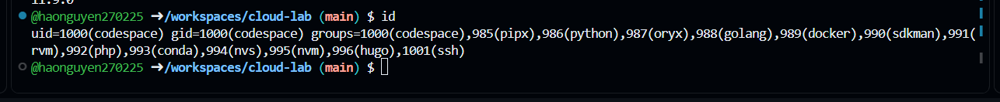 @haonguyen270225 ➜/workspaces/cloud-lab (main) $ id
uid=1000(codespace) gid=1000(codespace) groups=1000(codespace),985(pipx),986(python),987(oryx),988(golang),989(docker),990(sdkman),991(
rvm),992(php),993(conda),994(nvs),995(nvm),996(hugo),1001(ssh)
@haonguyen270225 ➜/workspaces/cloud-lab (main) $